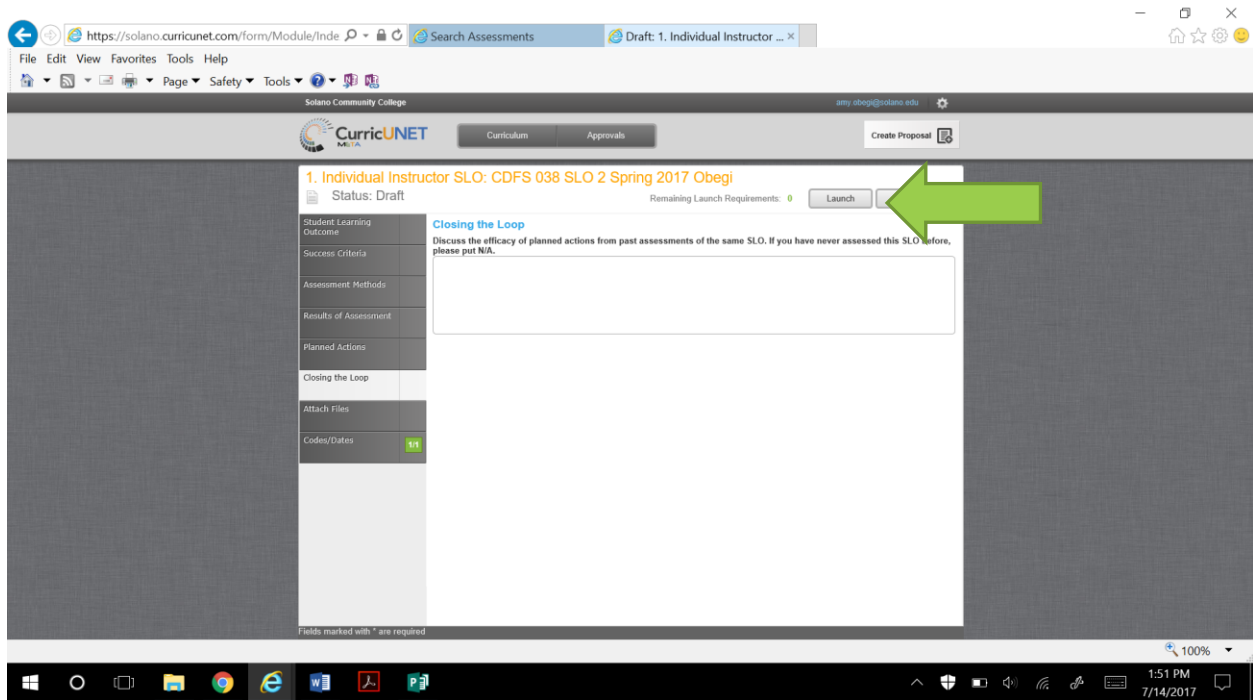 https://solano.curricunet.com/form/Module/Inde
Search Assessments
Draft: 1. Individual Instructor ...
File Edit View Favorites Tools Help
Page Safety Tools
Solano Community College
amy obegi@solano edu
CurricUNET
META
Curriculum
Approvals
Create Proposal
1. Individual Instructor SLO: CDFS 038 SLO 2 Spring 2017 Obegi
Status: Draft
Remaining Launch Requirements: 0
Launch
Student Learning
Outcome
Success Criteria
Assessment Methods
Results of Assessment
Planned Actions
Closing the Loop
Attach Files
Codes/Dates
1/1
Closing the Loop
Discuss the efficacy of planned actions from past assessments of the same SLO. If you have never assessed this SLO before,
please put N/A.
Fields marked with * are required
100%
1:51 PM
7/14/2017